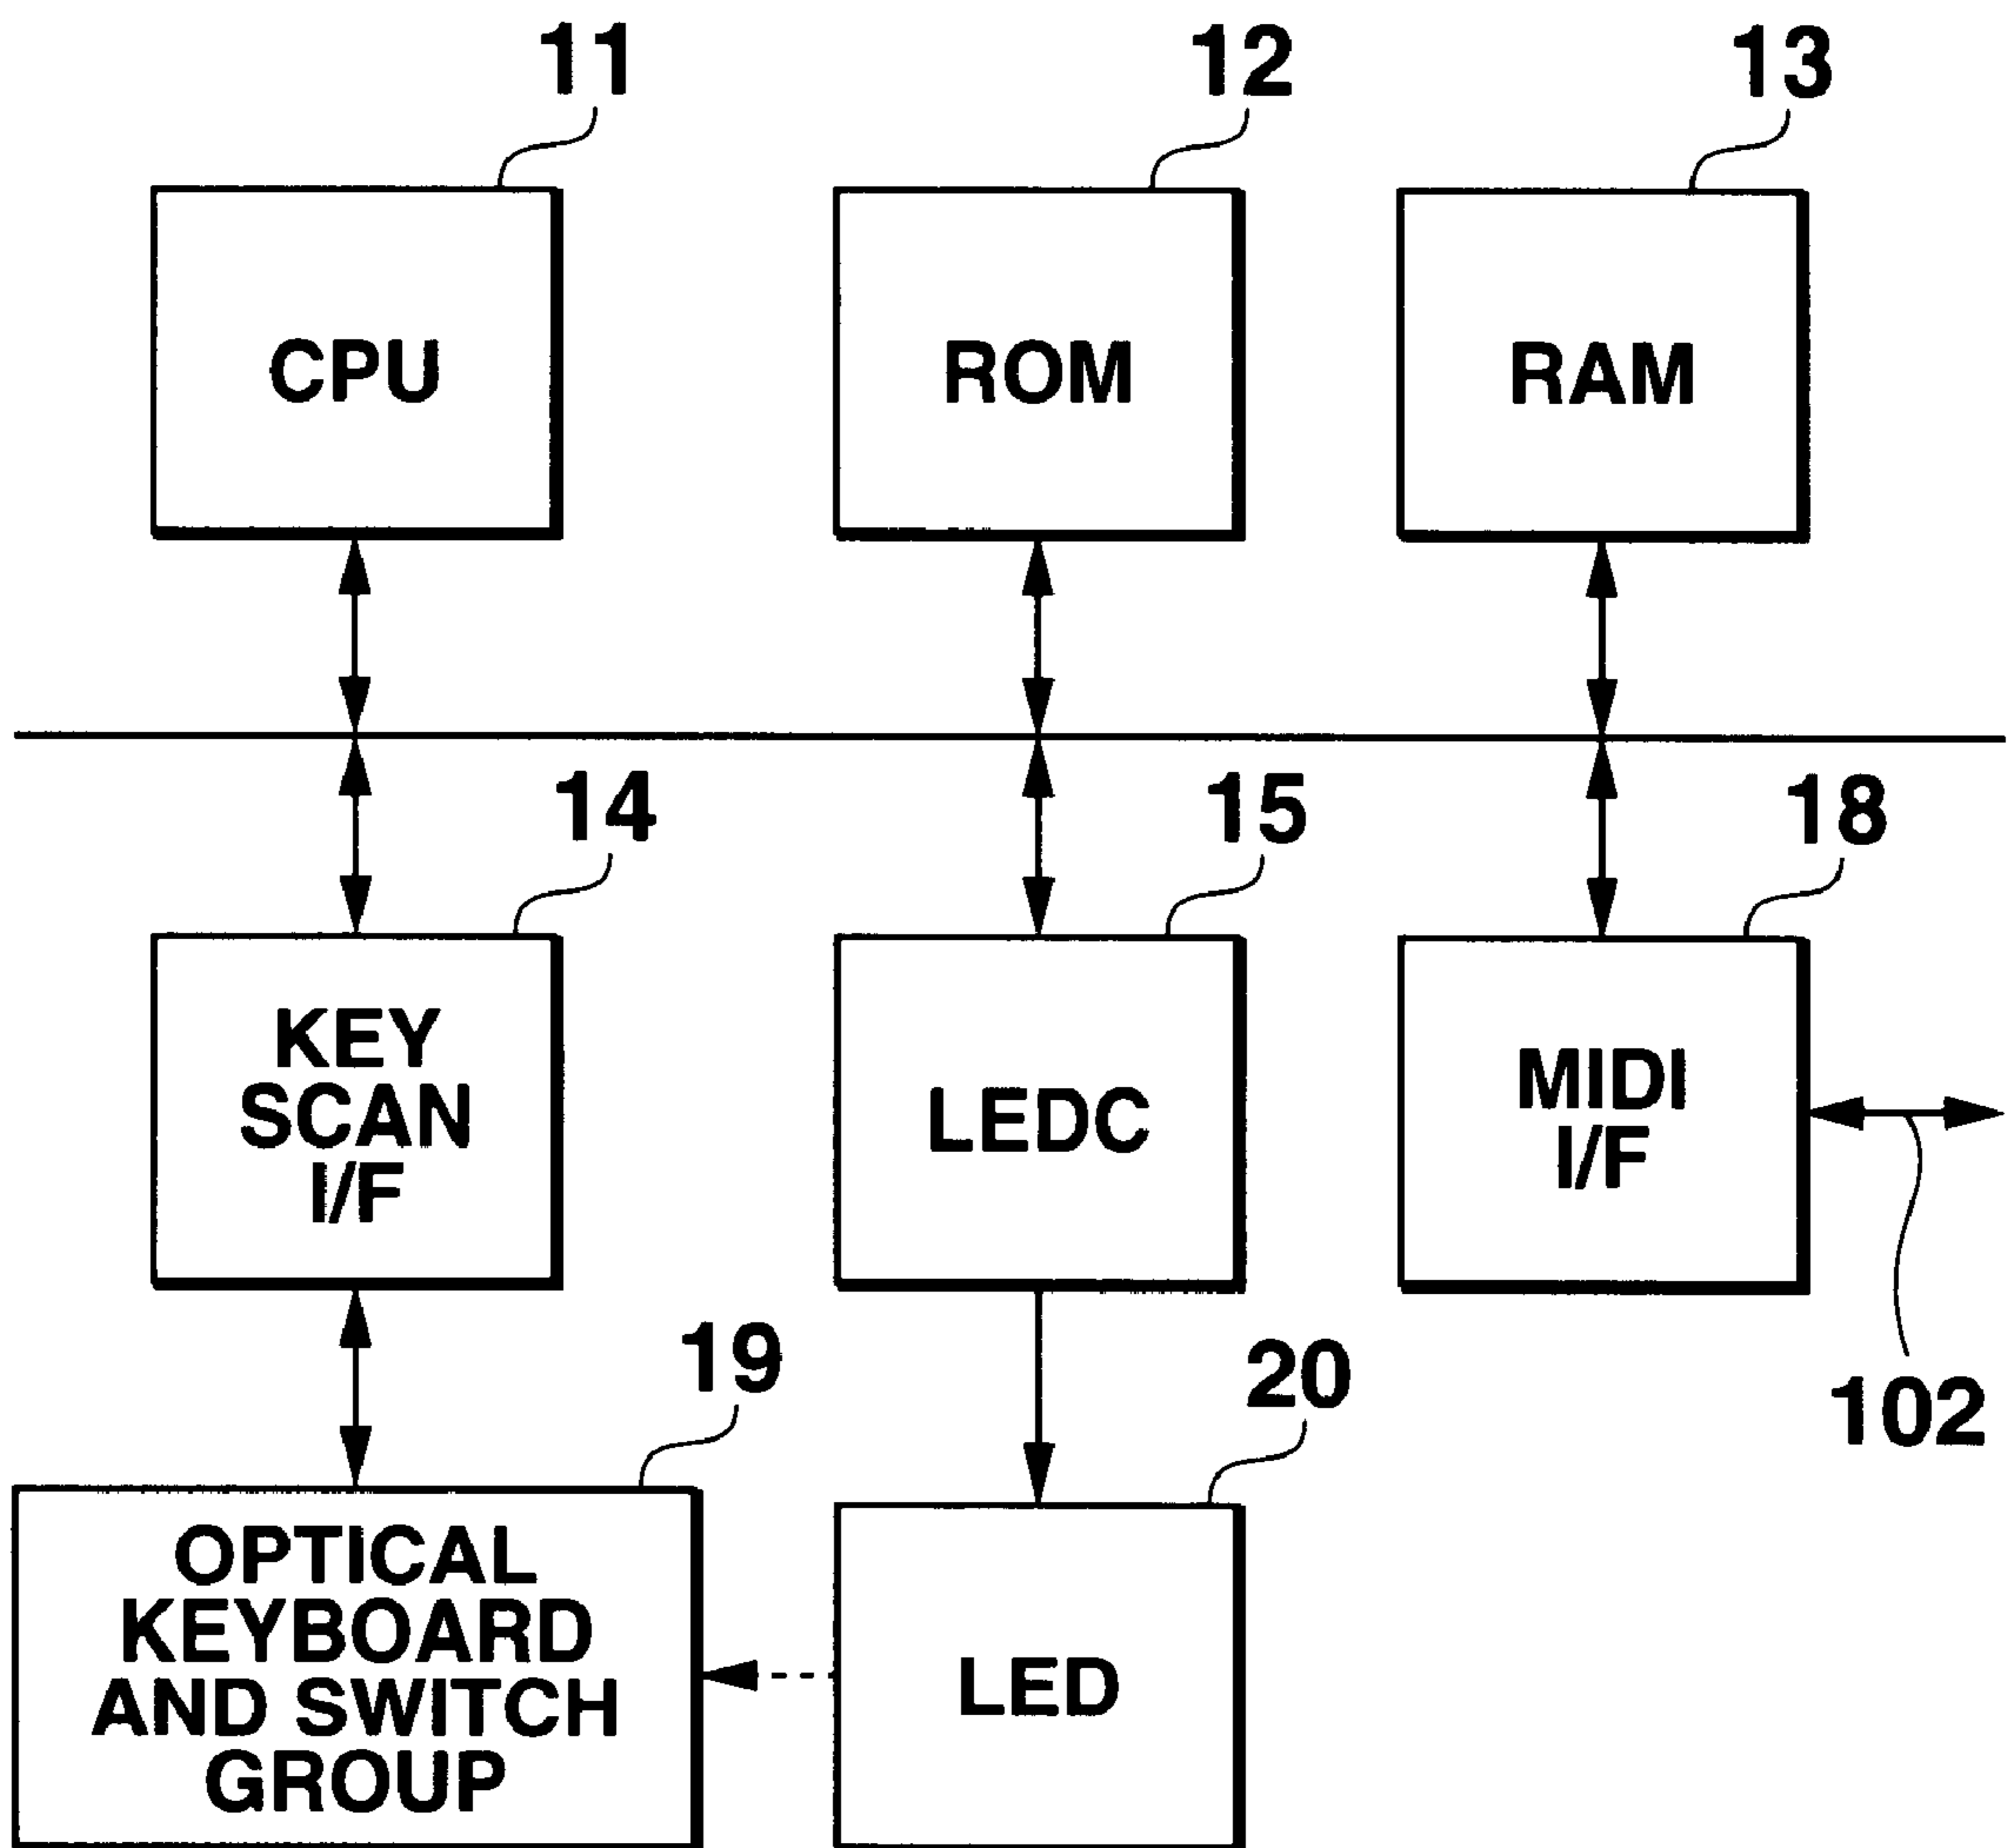 11
12
13
CPU
ROM
RAM
14
15
18
KEY
SCAN
I/F
LEDC
MIDI
I/F
19
20
102
OPTICAL
KEYBOARD
AND SWITCH
GROUP
LED